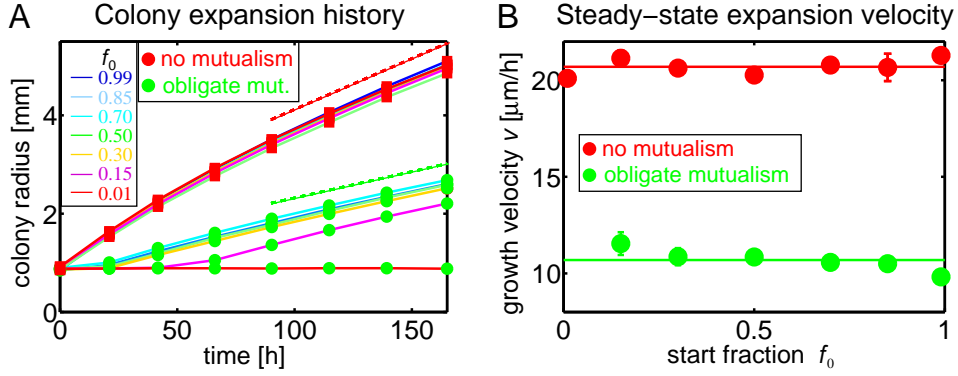 A Colony expansion history
f0
0.99
0.85
0.70
0.50
0.30
0.15
0.01
no mutualism
obligate mut.
colony radius [mm]
4
2
0
0 50 100 150
time [h]
B Steady−state expansion velocity
growth velocity v [μm/h]
20
15
10
no mutualism
obligate mutualism
0 0.5 1
start fraction f0